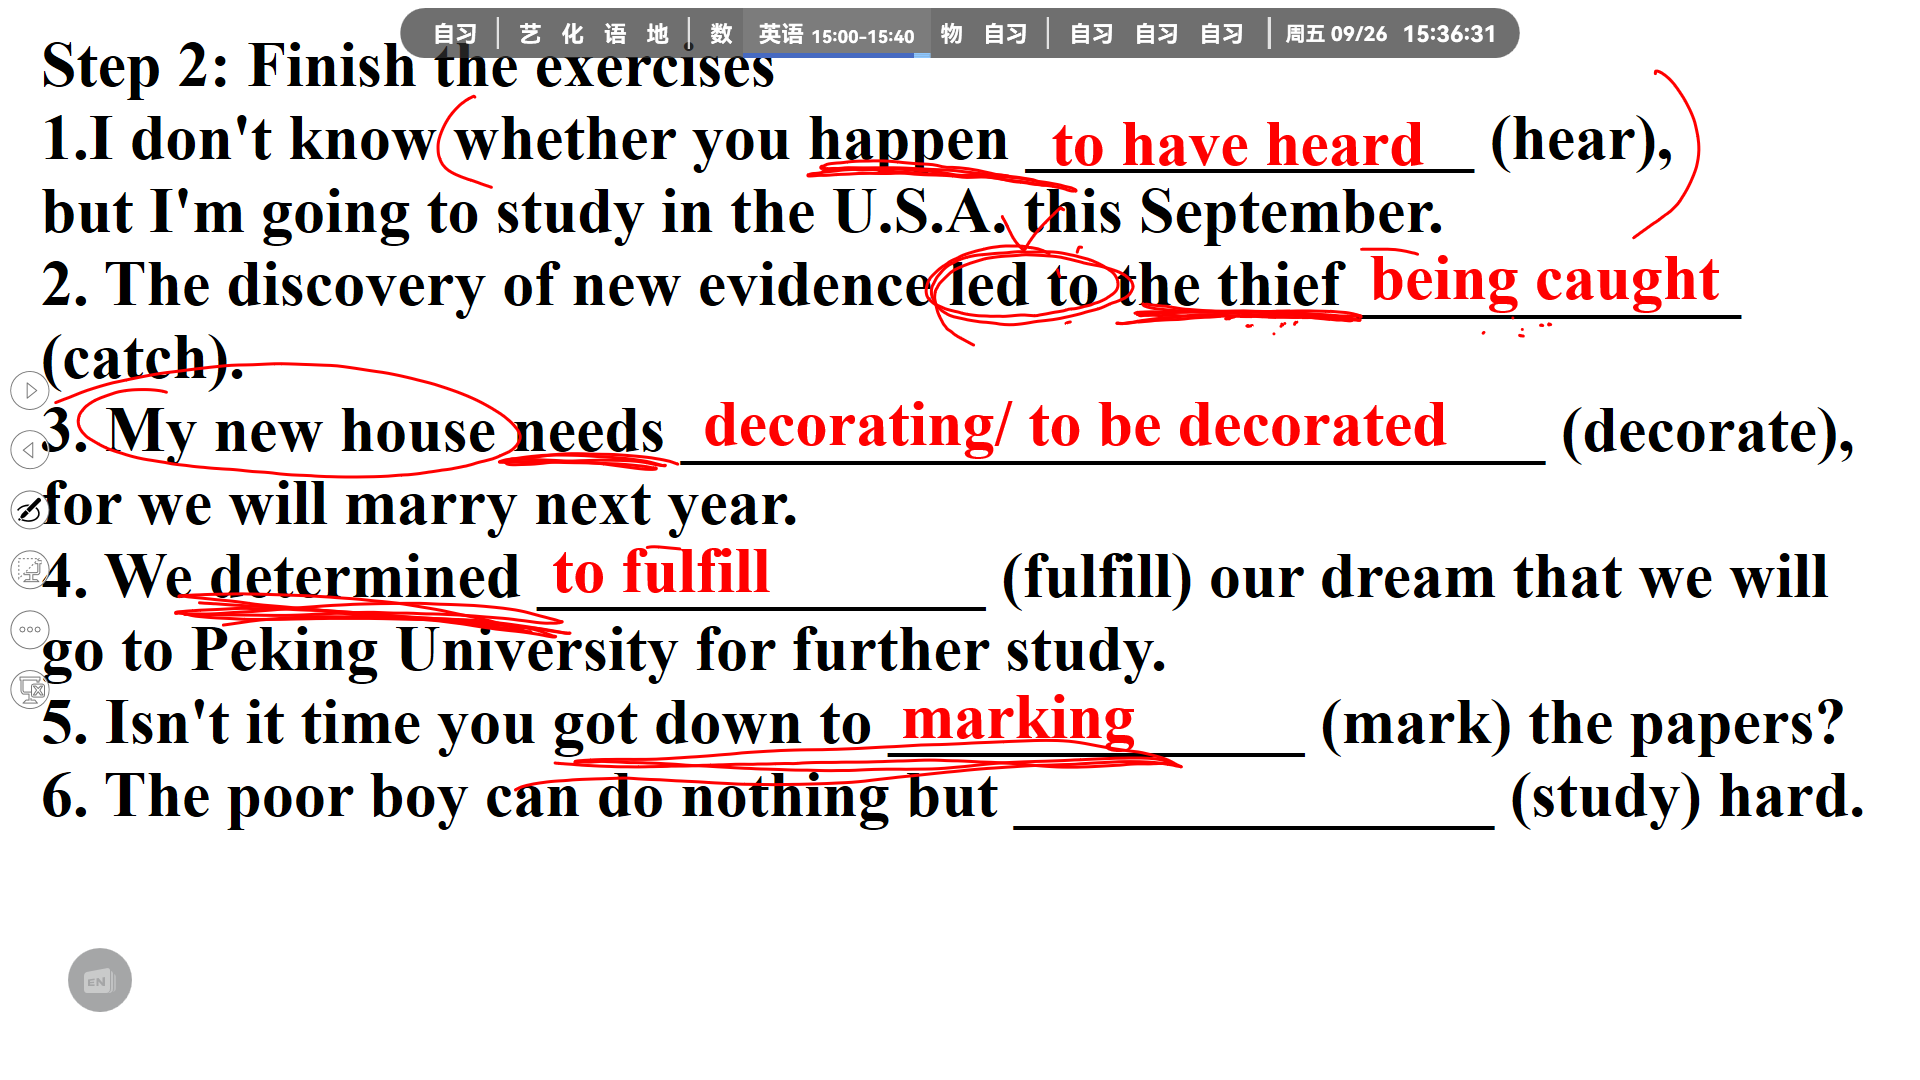 自习 艺 化 语 地 数 英语 15:00-15:40 物 自习 自习 自习 自习 周五 09/26 15:36:31
Step 2: Finish the exercises
1.I don't know whether you happen to have heard (hear),
but I'm going to study in the U.S.A. this September.
2. The discovery of new evidence led to the thief being caught
(catch).
3. My new house needs decorating/ to be decorated (decorate),
for we will marry next year.
4. We determined to fulfill (fulfill) our dream that we will
go to Peking University for further study.
5. Isn't it time you got down to marking (mark) the papers?
6. The poor boy can do nothing but (study) hard.
EN